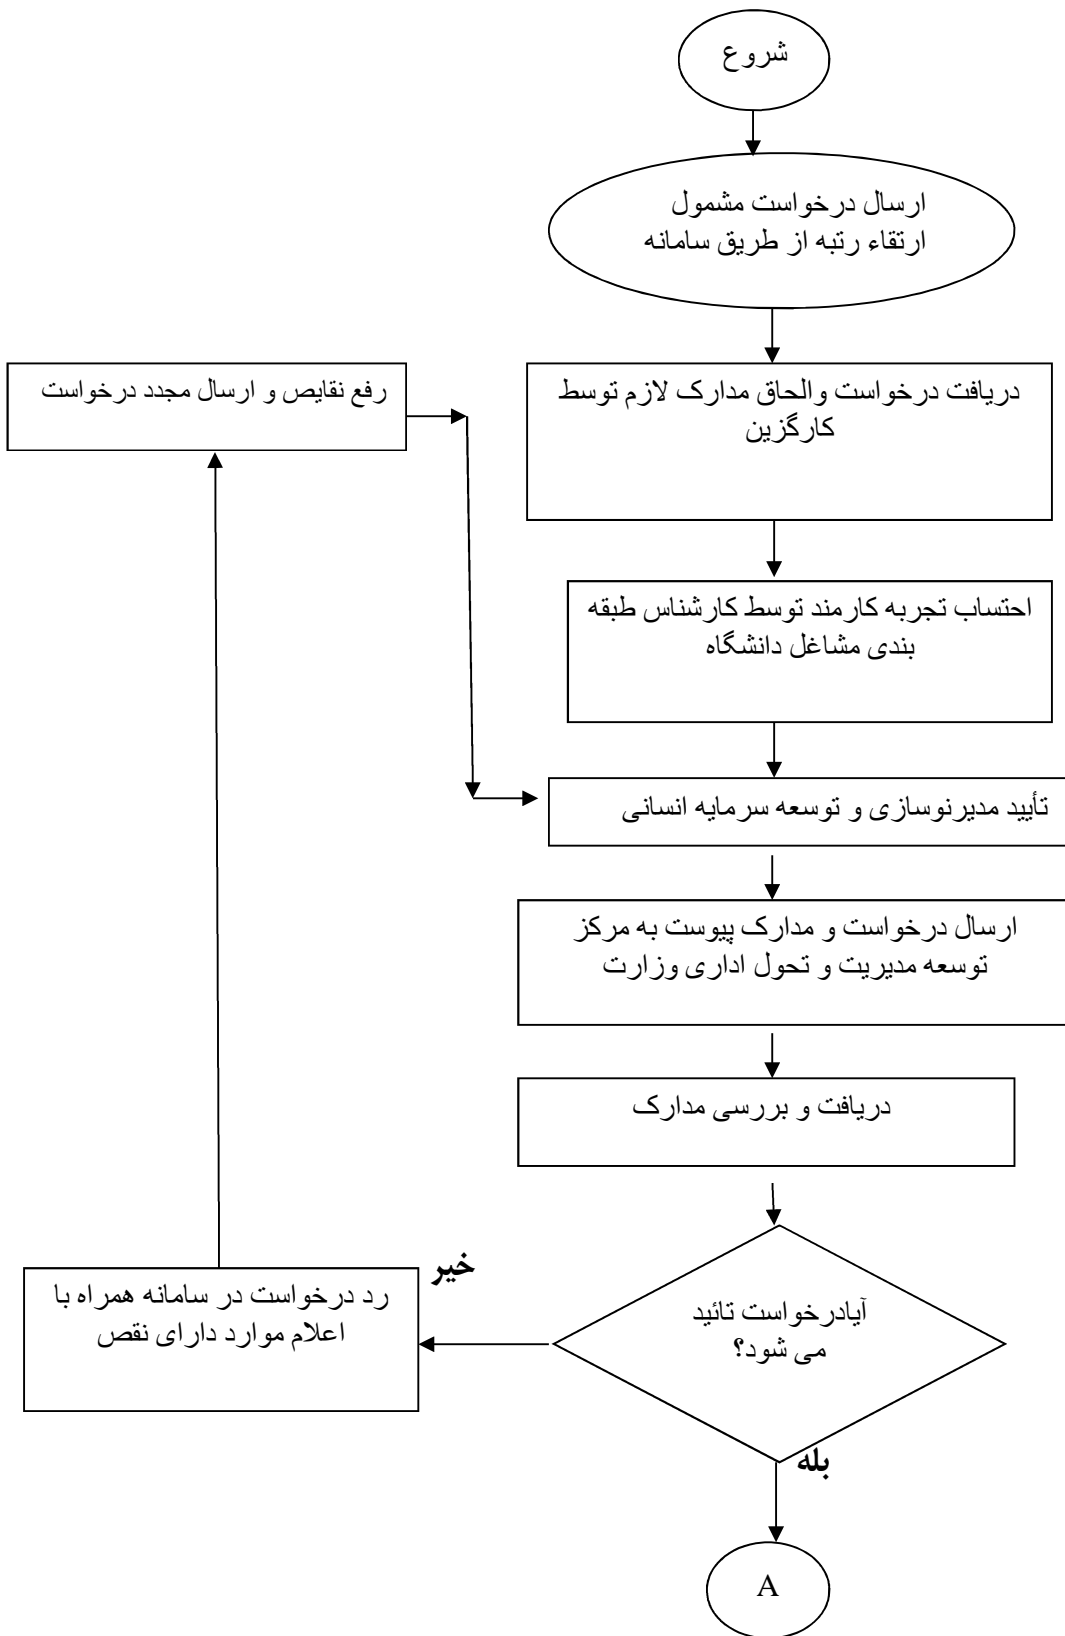 شروع
ارسال درخواست مشمول
ارتقاء رتبه از طریق سامانه
دریافت درخواست والحاق مدارک لازم توسط
کارگزین
رفع نقایص و ارسال مجدد درخواست
احتساب تجربه کارمند توسط کارشناس طبقه
بندی مشاغل دانشگاه
تأیید مدیرنوسازی و توسعه سرمایه انسانی
ارسال درخواست و مدارک پیوست به مرکز
توسعه مدیریت و تحول اداری وزارت
دریافت و بررسی مدارک
آیادرخواست تائید
می شود؟
خیر
رد درخواست در سامانه همراه با
اعلام موارد دارای نقص
بله
A